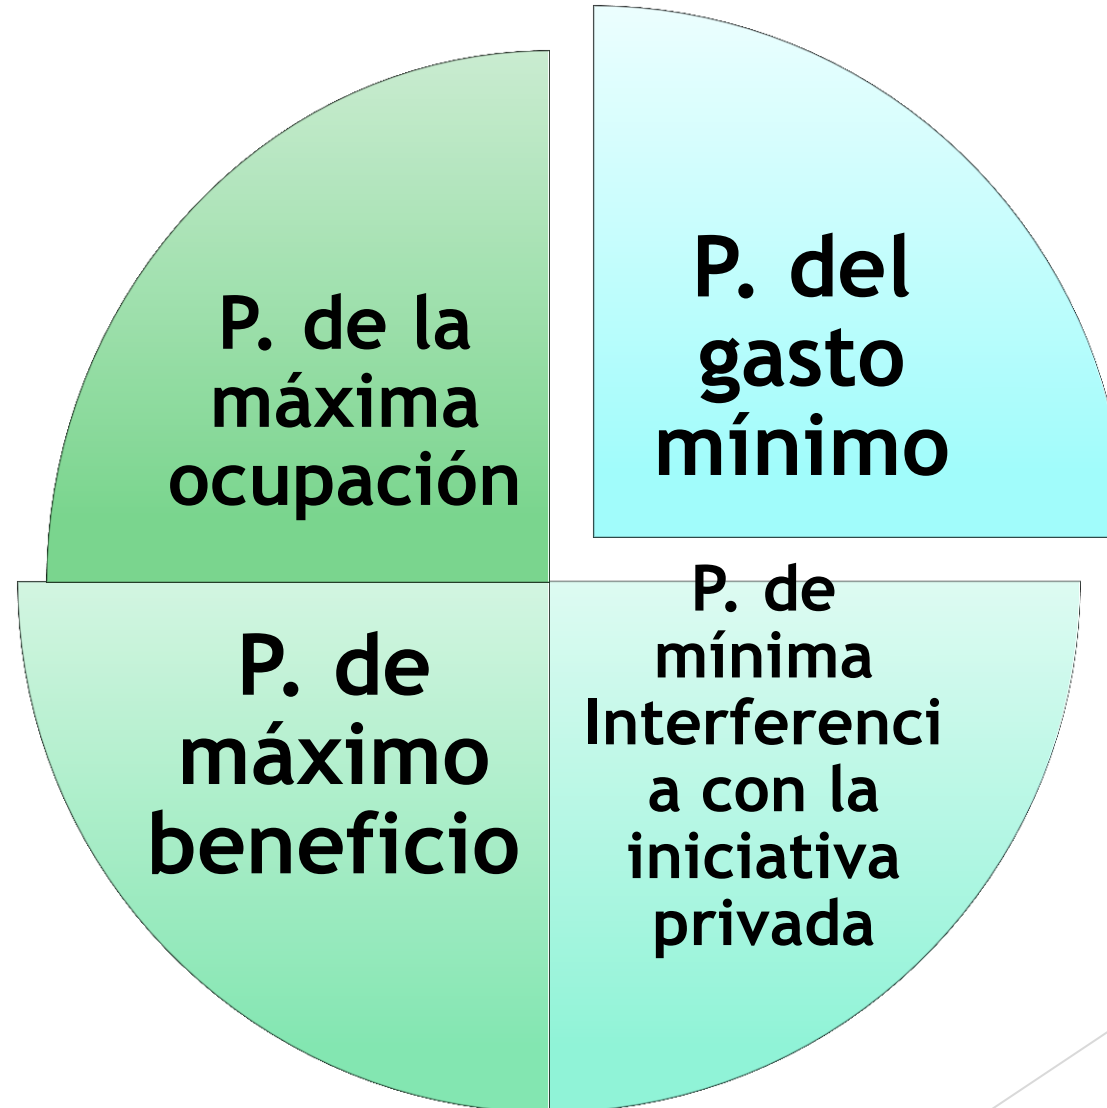 P. de la
máxima
ocupación
P. del
gasto
mínimo
P. de
máximo
beneficio
P. de
mínima
Interferenci
a con la
iniciativa
privada